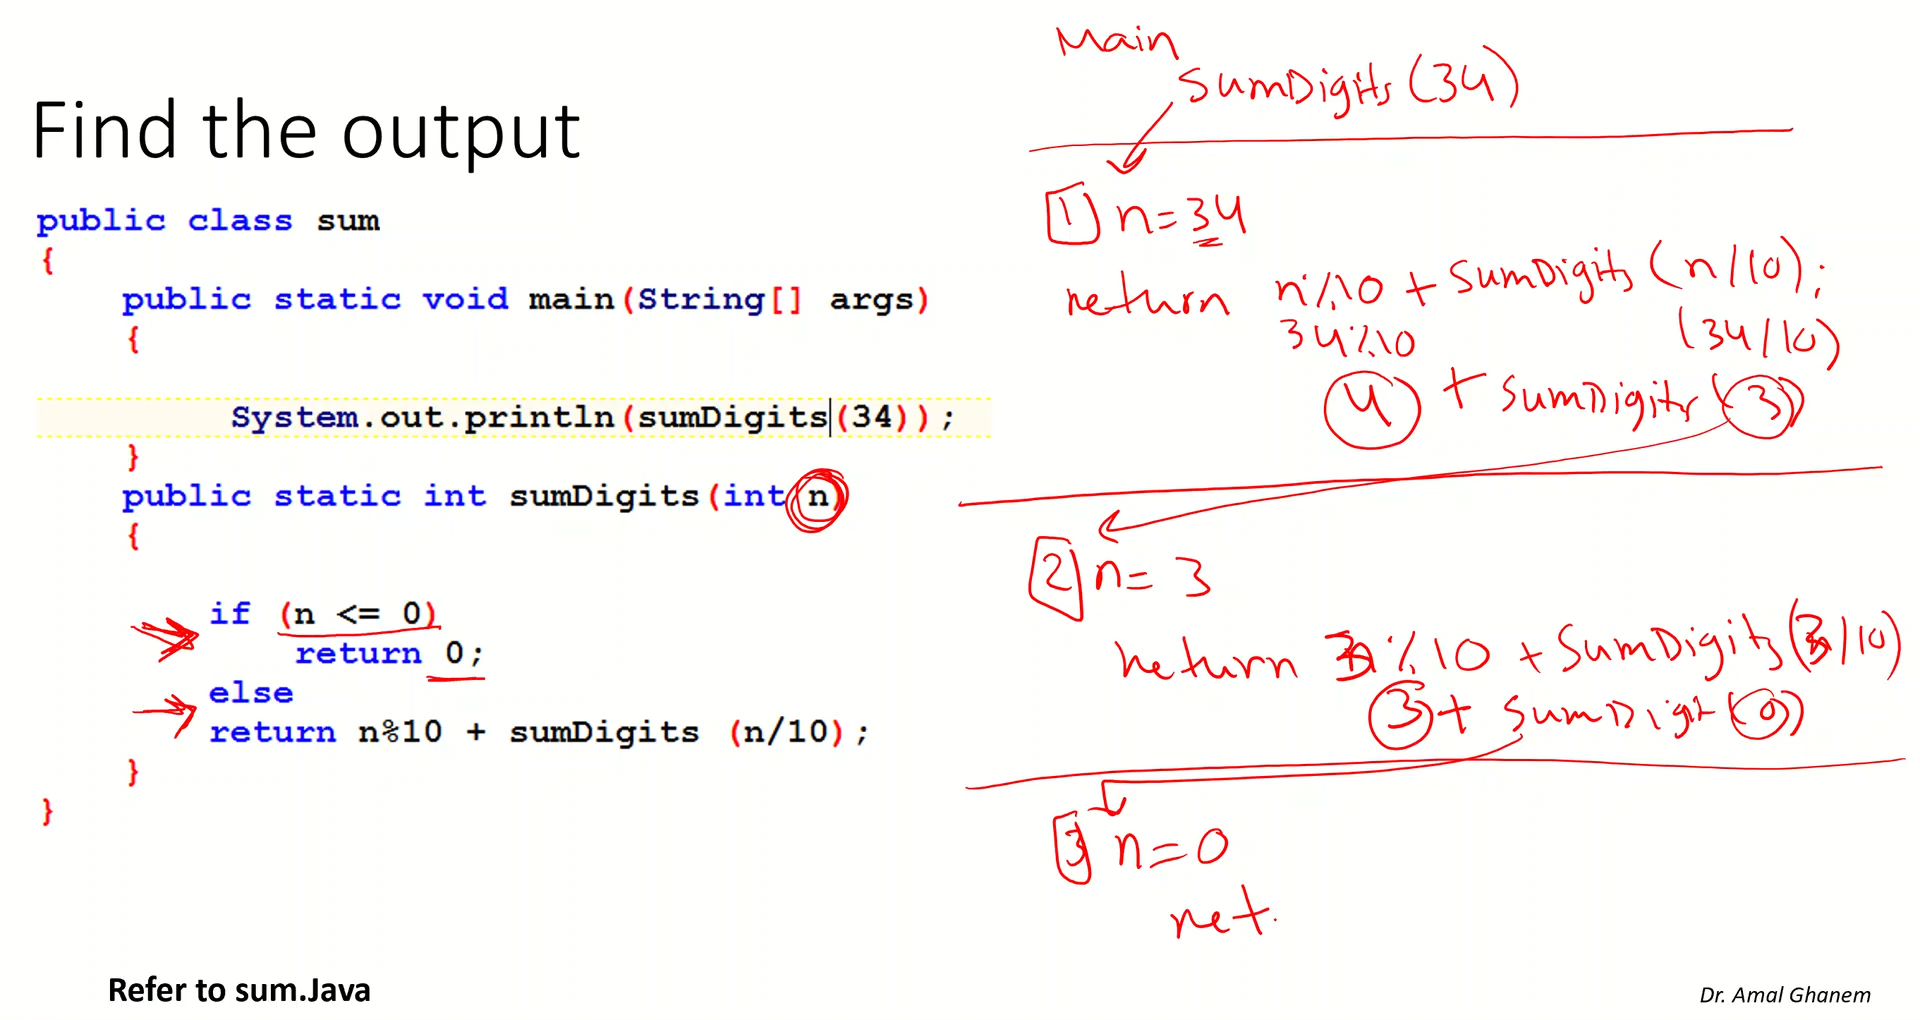 Find the output
public class sum
{
public static void main(String[] args)
{
System.out.println(sumDigits(34));
}
public static int sumDigits(int n)
{
if (n <= 0)
return 0;
else
return n%10 + sumDigits (n/10);
}
}
Refer to sum.Java
Main
SumDigits (34)
1 n=34
return n%10 + SumDigits (n/10);
34%10 (34/10)
4 + SumDigits (3)
2 n= 3
return 3%10 + SumDigits(3/10)
3 + SumDigit(0)
3 n=0
ret.
Dr. Amal Ghanem